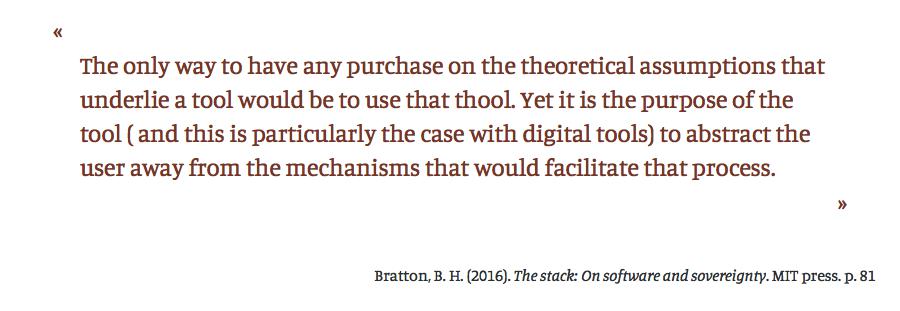 «
The only way to have any purchase on the theoretical assumptions that
underlie a tool would be to use that thool. Yet it is the purpose of the
tool ( and this is particularly the case with digital tools) to abstract the
user away from the mechanisms that would facilitate that process.
»
Bratton, B. H. (2016). The stack: On software and sovereignty. MIT press. p. 81